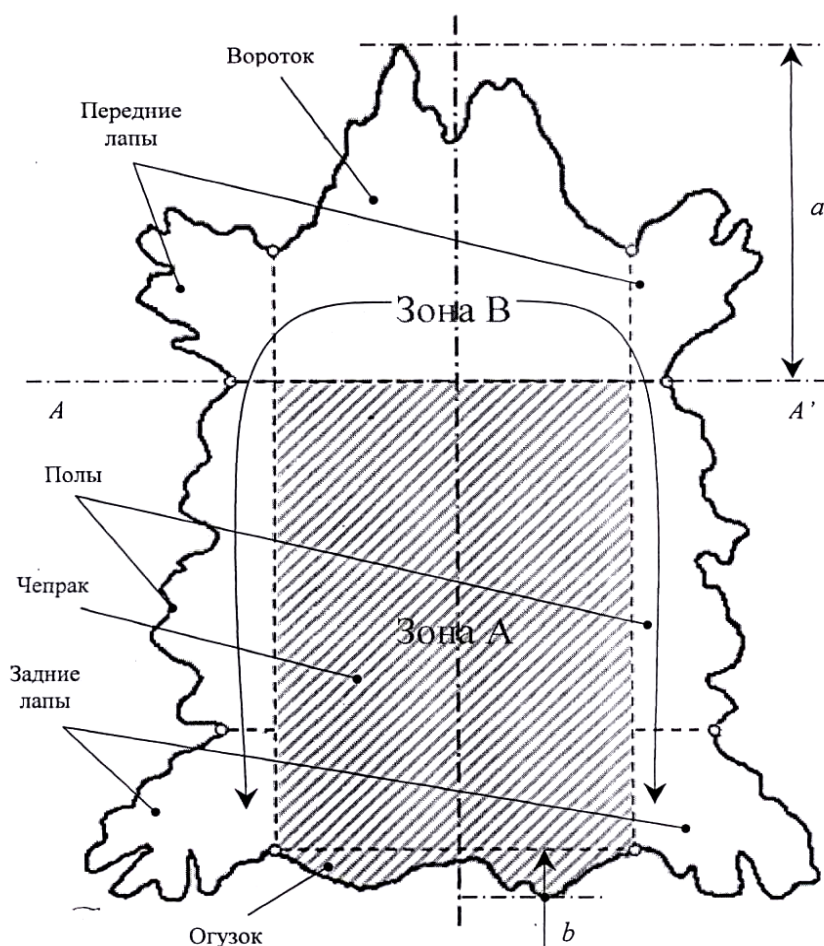 Вороток
Передние
лапы
a
Зона В
A
A’
Полы
Чепрак
Зона А
Задние
лапы
Огузок
b